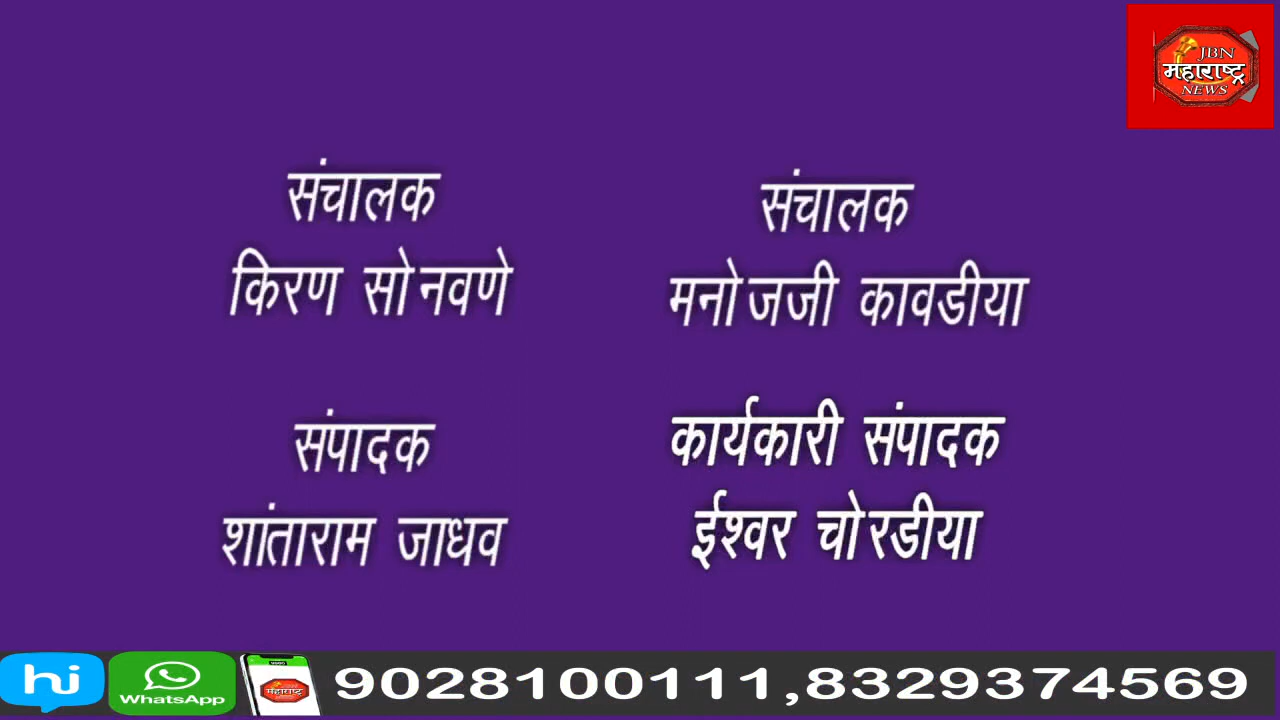 JBN
महाराष्ट्र
NEWS
संचालक
किरण सोनवणे
संचालक
मनोजजी कावडीया
संपादक
शांताराम जाधव
कार्यकारी संपादक
ईश्वर चोरडीया
hi
WhatsApp
महाराष्ट्र
9028100111,8329374569